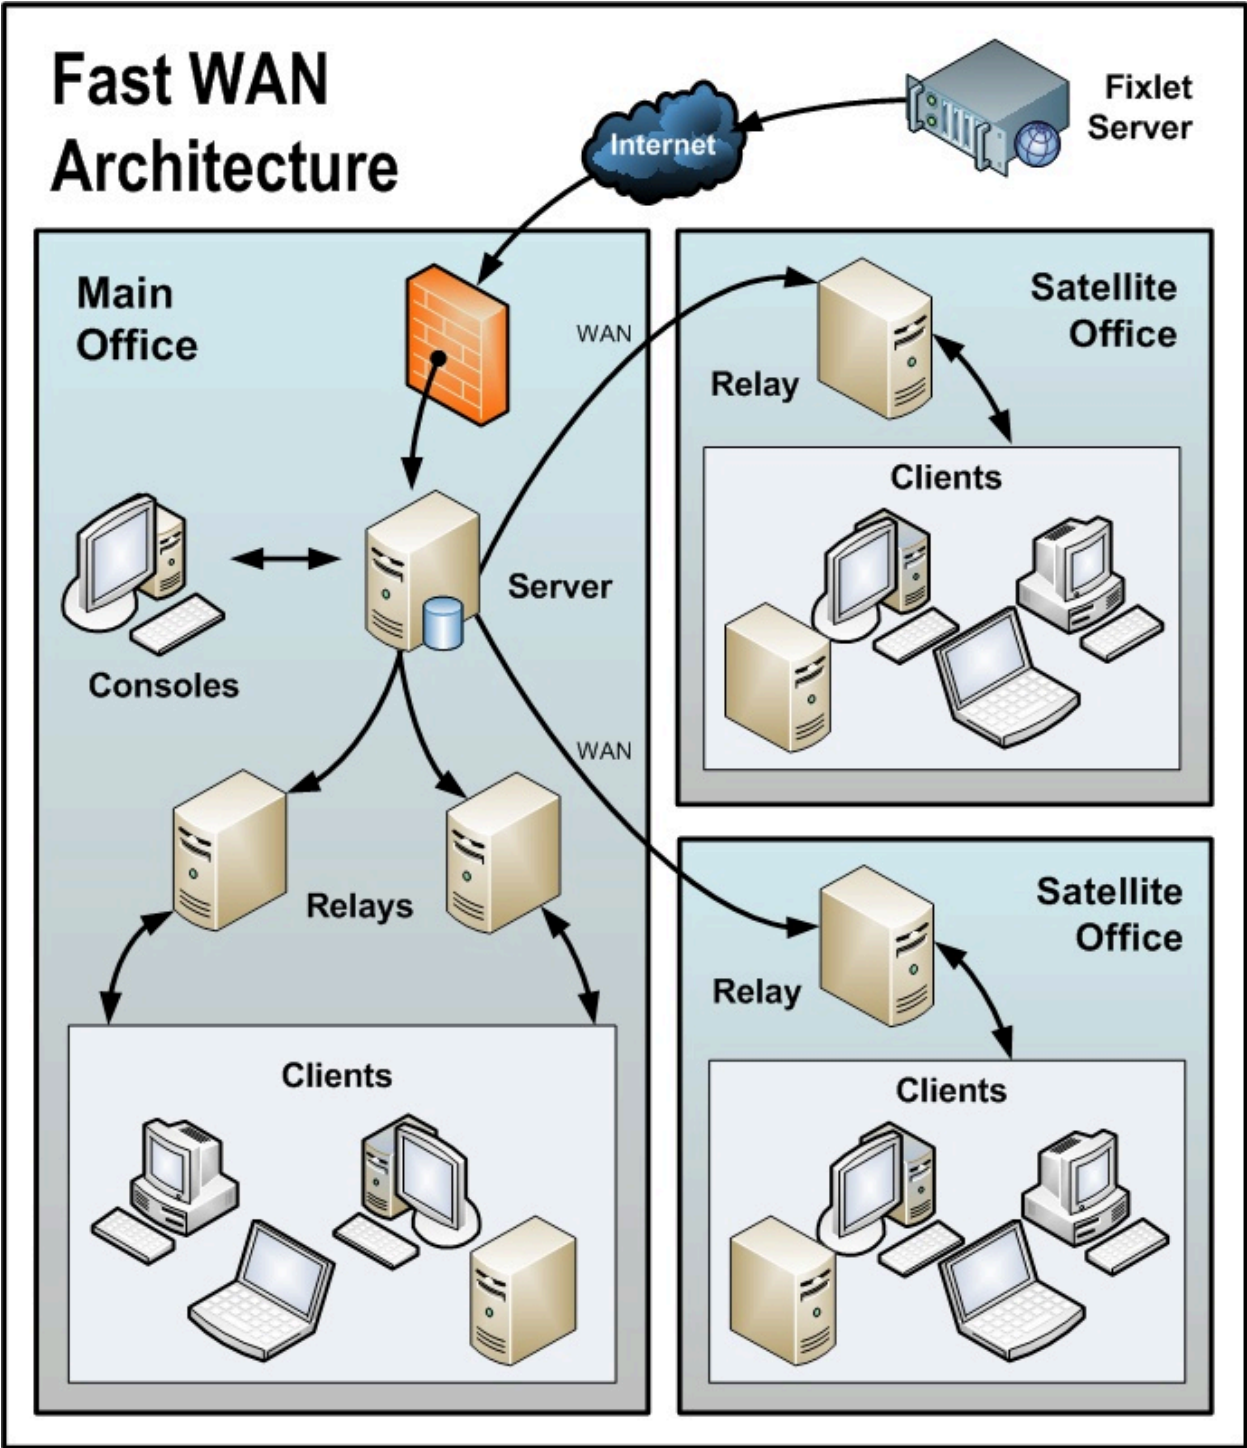 Fast WAN
Architecture
Internet
Fixlet
Server
Main
Office
WAN
Satellite
Office
Relay
Clients
Server
Consoles
WAN
Relays
Satellite
Office
Relay
Clients
Clients